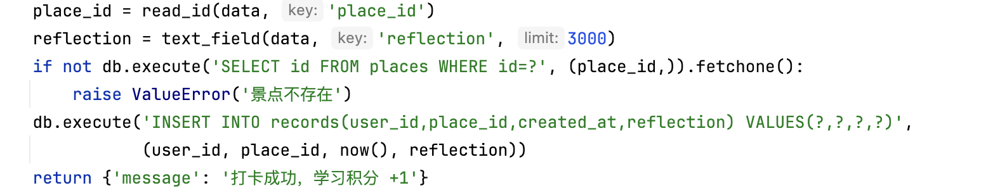 place_id = read_id(data, key: 'place_id')
reflection = text_field(data, key: 'reflection', limit: 3000)
if not db.execute('SELECT id FROM places WHERE id=?', (place_id,)).fetchone():
    raise ValueError('景点不存在')
db.execute('INSERT INTO records(user_id,place_id,created_at,reflection) VALUES(?,?,?,?)',
           (user_id, place_id, now(), reflection))
return {'message': '打卡成功，学习积分 +1'}